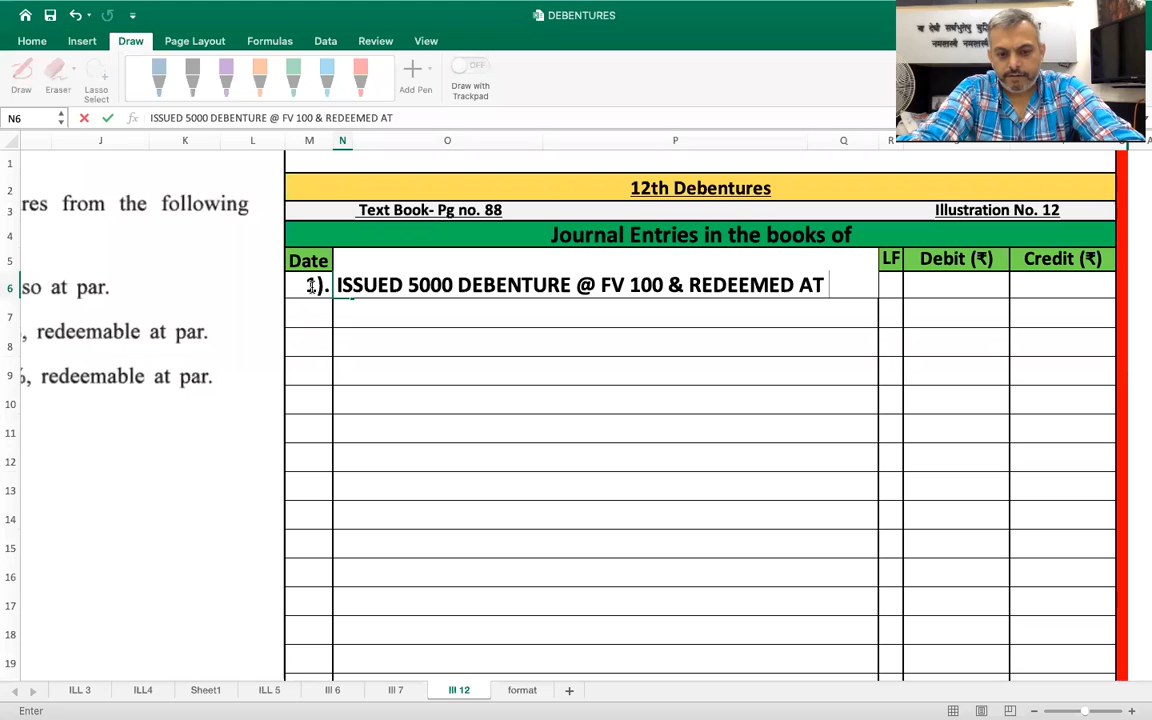 DEBENTURES
Home Insert Draw Page Layout Formulas Data Review View
Draw Eraser Lasso Select Add Pen OFF Draw with Trackpad
N6 fx ISSUED 5000 DEBENTURE @ FV 100 & REDEEMED AT
J K L M N O P Q R
1
2 12th Debentures
3 res from the following Text Book- Pg no. 88 Illustration No. 12
4 Journal Entries in the books of
5 Date LF Debit (₹) Credit (₹)
6 so at par. 1). ISSUED 5000 DEBENTURE @ FV 100 & REDEEMED AT
7
8 , redeemable at par.
9 %, redeemable at par.
10
11
12
13
14
15
16
17
18
19
ILL 3 ILL4 Sheet1 ILL 5 Ill 6 Ill 7 Ill 12 format
Enter